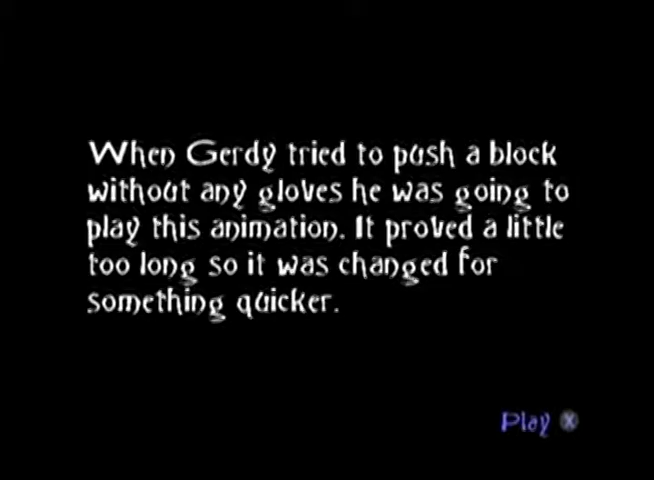 When Gerdy tried to push a block
without any gloves he was going to
play this animation. It proved a little
too long so it was changed for
something quicker.
Play X